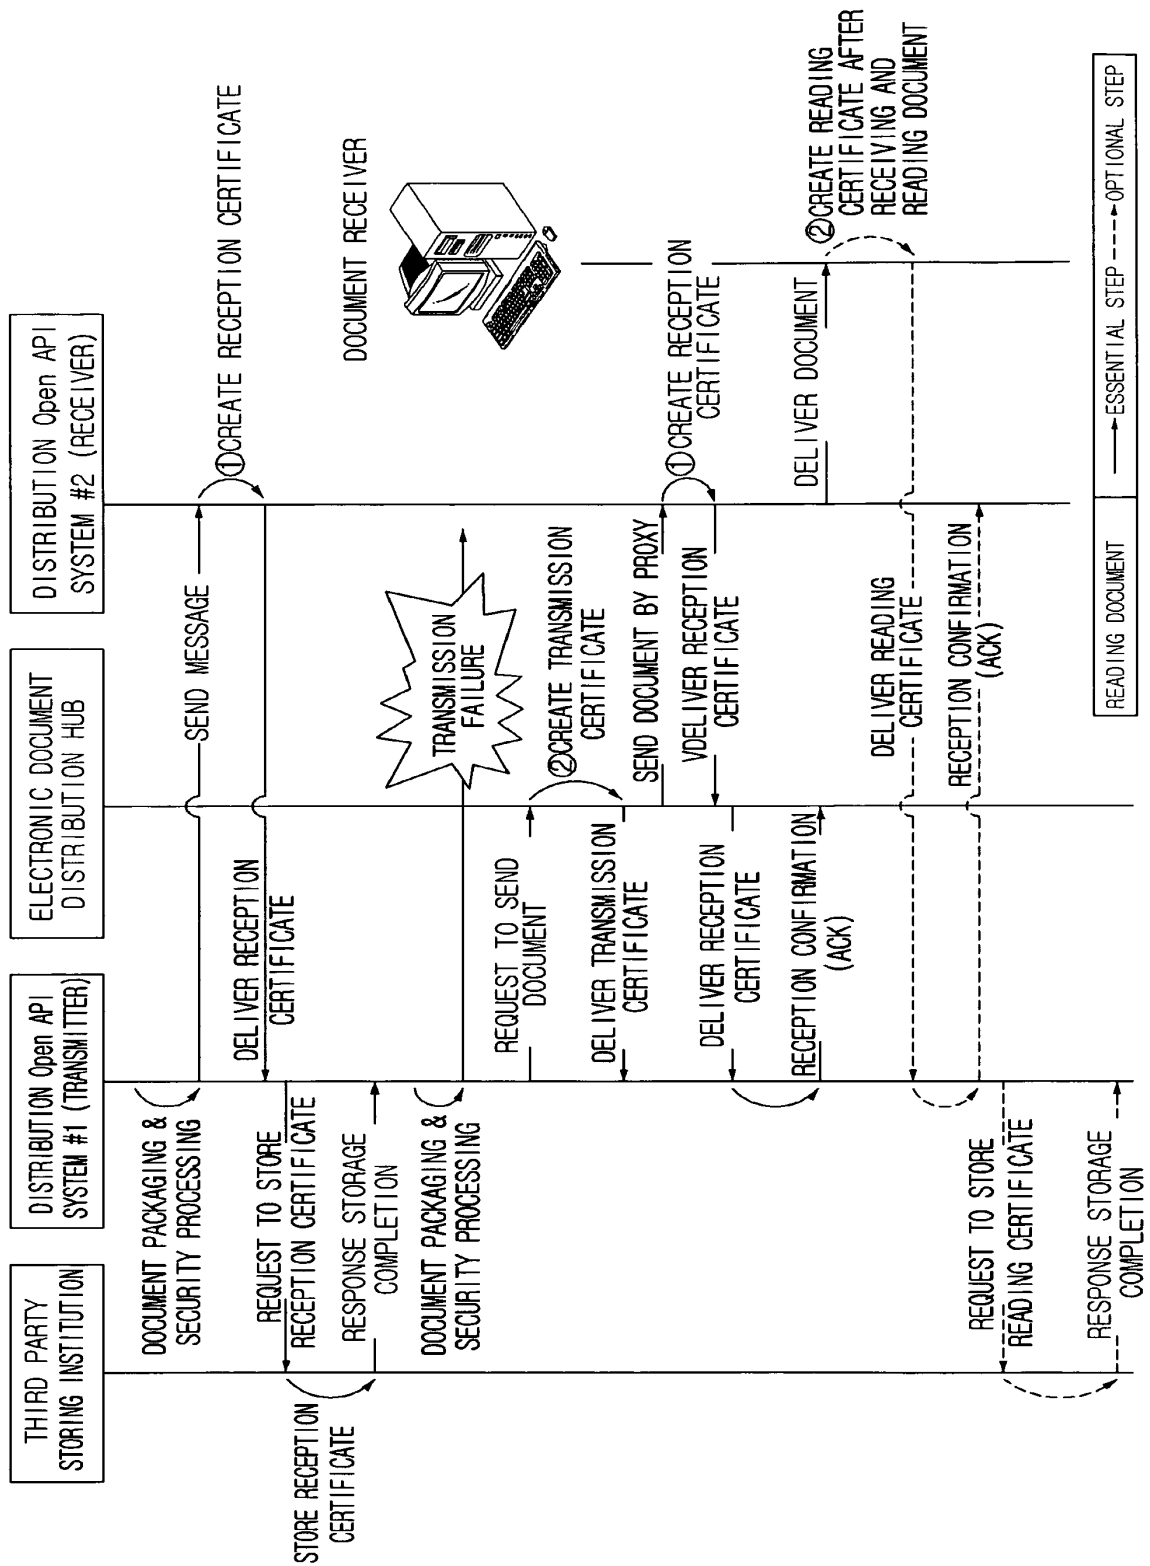 THIRD PARTY
STORING INSTITUTION
DISTRIBUTION Open API
SYSTEM #1 (TRANSMITTER)
ELECTRONIC DOCUMENT
DISTRIBUTION HUB
DISTRIBUTION Open API
SYSTEM #2 (RECEIVER)
DOCUMENT PACKAGING &
SECURITY PROCESSING
SEND MESSAGE
①CREATE RECEPTION CERTIFICATE
DELIVER RECEPTION
CERTIFICATE
REQUEST TO STORE
RECEPTION CERTIFICATE
STORE RECEPTION
CERTIFICATE
RESPONSE STORAGE
COMPLETION
DOCUMENT RECEIVER
DOCUMENT PACKAGING &
SECURITY PROCESSING
TRANSMISSION
FAILURE
REQUEST TO SEND
DOCUMENT
②CREATE TRANSMISSION
CERTIFICATE
DELIVER TRANSMISSION
CERTIFICATE
SEND DOCUMENT BY PROXY
①CREATE RECEPTION
CERTIFICATE
VDELIVER RECEPTION
CERTIFICATE
DELIVER RECEPTION
CERTIFICATE
RECEPTION CONFIRMATION
(ACK)
DELIVER DOCUMENT
②CREATE READING
CERTIFICATE AFTER
RECEIVING AND
READING DOCUMENT
DELIVER READING
CERTIFICATE
RECEPTION CONFIRMATION
(ACK)
REQUEST TO STORE
READING CERTIFICATE
RESPONSE STORAGE
COMPLETION
READING DOCUMENT
ESSENTIAL STEP
OPTIONAL STEP